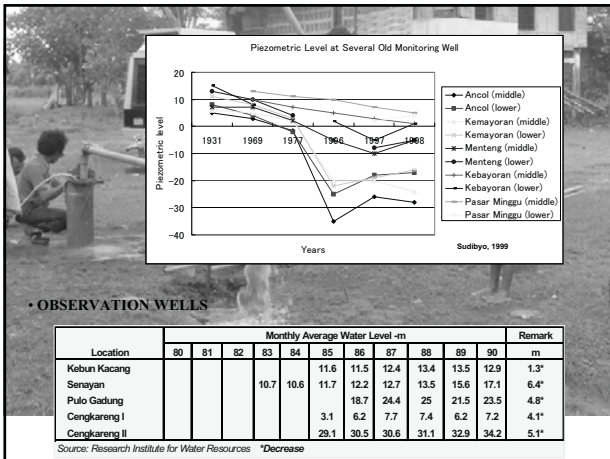 Piezometric Level at Several Old Monitoring Well
20
10
0
-10
-20
-30
-40
1931 1969 1977 1996 1997 1998
Piezometric level
Years
Ancol (middle)
Ancol (lower)
Kemayoran (middle)
Kemayoran (lower)
Menteng (middle)
Menteng (lower)
Kebayoran (middle)
Kebayoran (lower)
Pasar Minggu (middle)
Pasar Minggu (lower)
Sudibyo, 1999
• OBSERVATION WELLS
Monthly Average Water Level -m Remark
Location 80 81 82 83 84 85 86 87 88 89 90 m
Kebun Kacang 11.6 11.5 12.4 13.4 13.5 12.9 1.3*
Senayan 10.7 10.6 11.7 12.2 12.7 13.5 15.6 17.1 6.4*
Pulo Gadung 18.7 24.4 25 21.5 23.5 4.8*
Cengkareng I 3.1 6.2 7.7 7.4 6.2 7.2 4.1*
Cengkareng II 29.1 30.5 30.6 31.1 32.9 34.2 5.1*
Source: Research Institute for Water Resources *Decrease